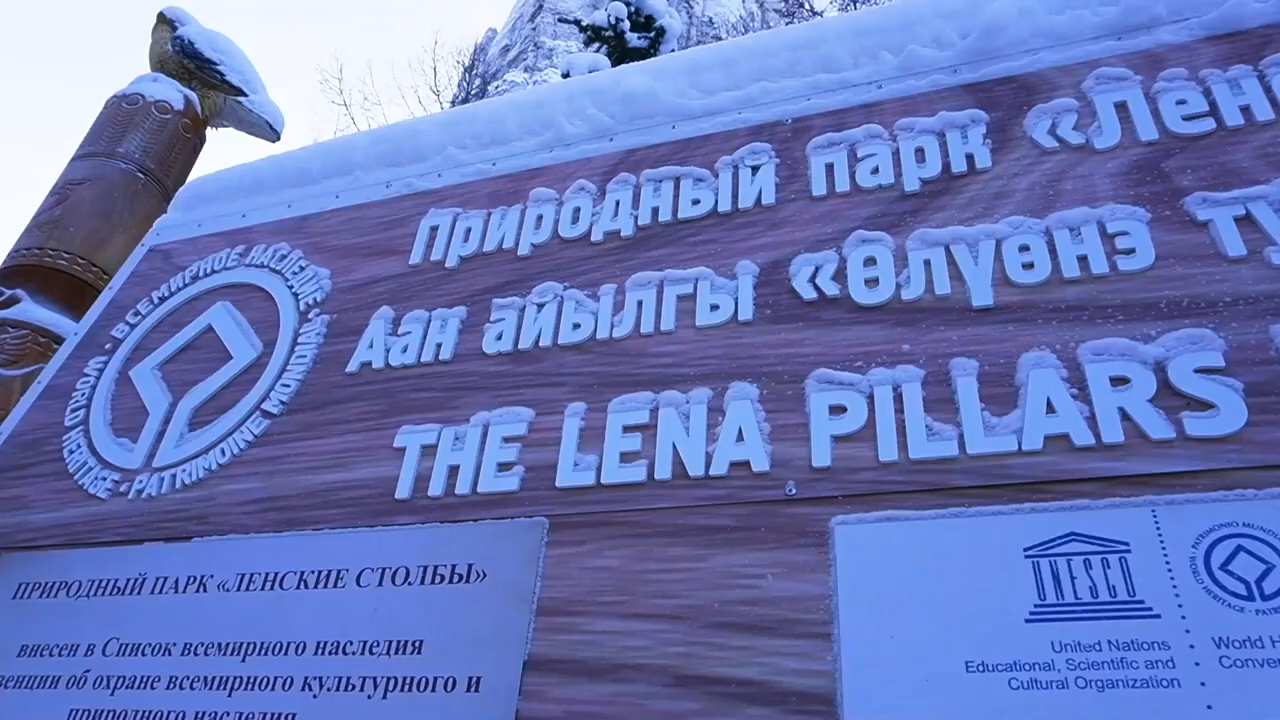 Природный парк «Лен
Аан айылгы «Өлүөнэ
THE LENA PILLARS
ВСЕМИРНОЕ НАСЛЕДИЕ · PATRIMOINE MONDIAL · WORLD HERITAGE ·
ПРИРОДНЫЙ ПАРК «ЛЕНСКИЕ СТОЛБЫ»
внесен в Список всемирного наследия
венции об охране всемирного культурного и
природного наследия
UNESCO
United Nations
Educational, Scientific and
Cultural Organization
PATRIMONIO MUNDI
WORLD HERITAGE · PATRI
World H
Conven